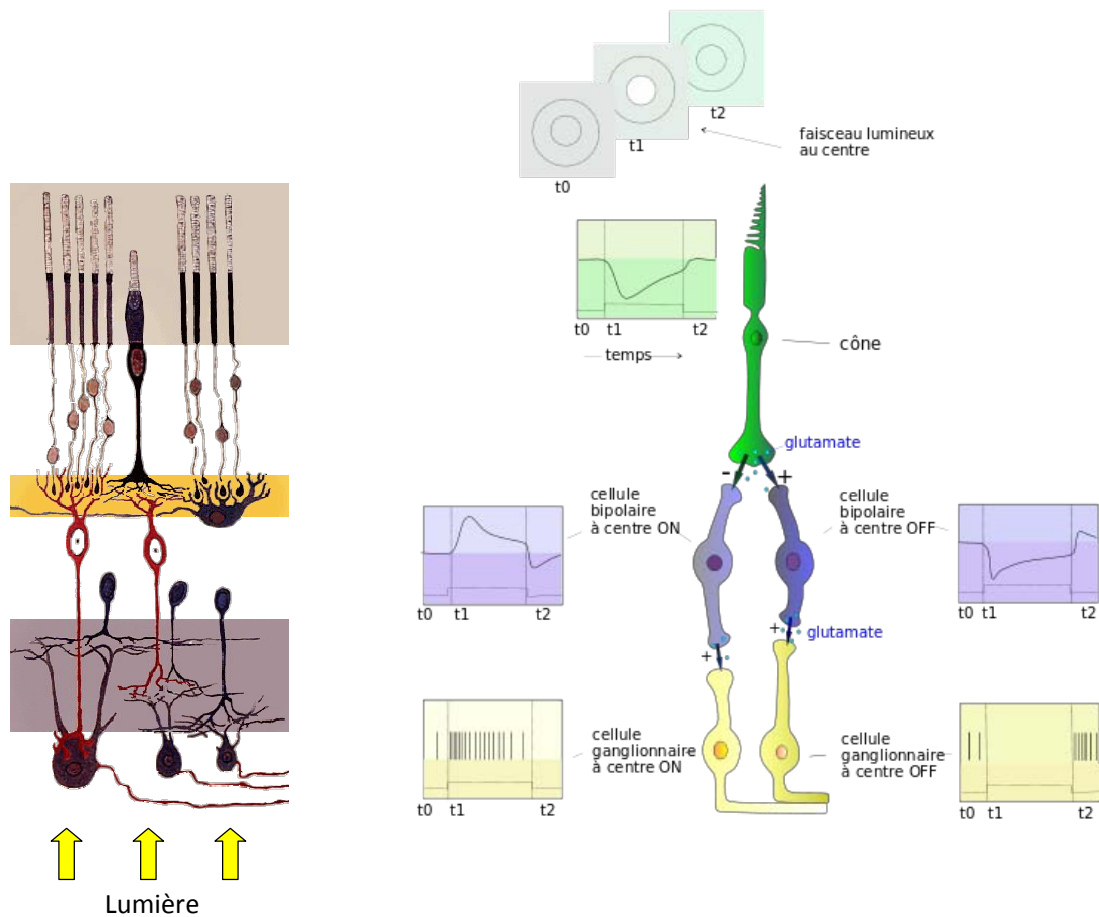 t2
t1
t0
faisceau lumineux
au centre
t0 t1 t2
temps
cône
glutamate
- +
cellule
bipolaire
à centre ON
cellule
bipolaire
à centre OFF
t0 t1 t2
t0 t1 t2
glutamate
+ +
cellule
ganglionnaire
à centre ON
cellule
ganglionnaire
à centre OFF
t0 t1 t2
t0 t1 t2
Lumière